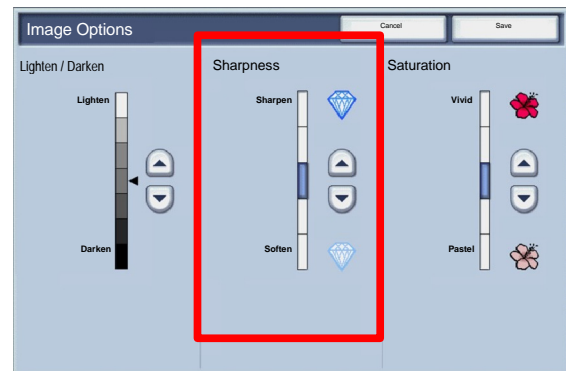 Image Options
Cancel
Save
Lighten / Darken
Sharpness
Saturation
Lighten
Sharpen
Vivid
Darken
Soften
Pastel